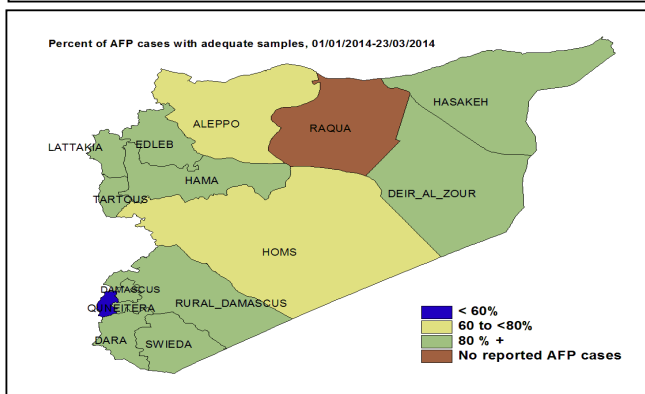 Percent of AFP cases with adequate samples, 01/01/2014-23/03/2014
HASAKEH
ALEPPO
RAQUA
EDLEB
LATTAKIA
HAMA
DEIR_AL_ZOUR
TARTOUS
HOMS
DAMASCUS
QUNEITERA
RURAL_DAMASCUS
DARA
SWIEDA
< 60%
60 to <80%
80 % +
No reported AFP cases